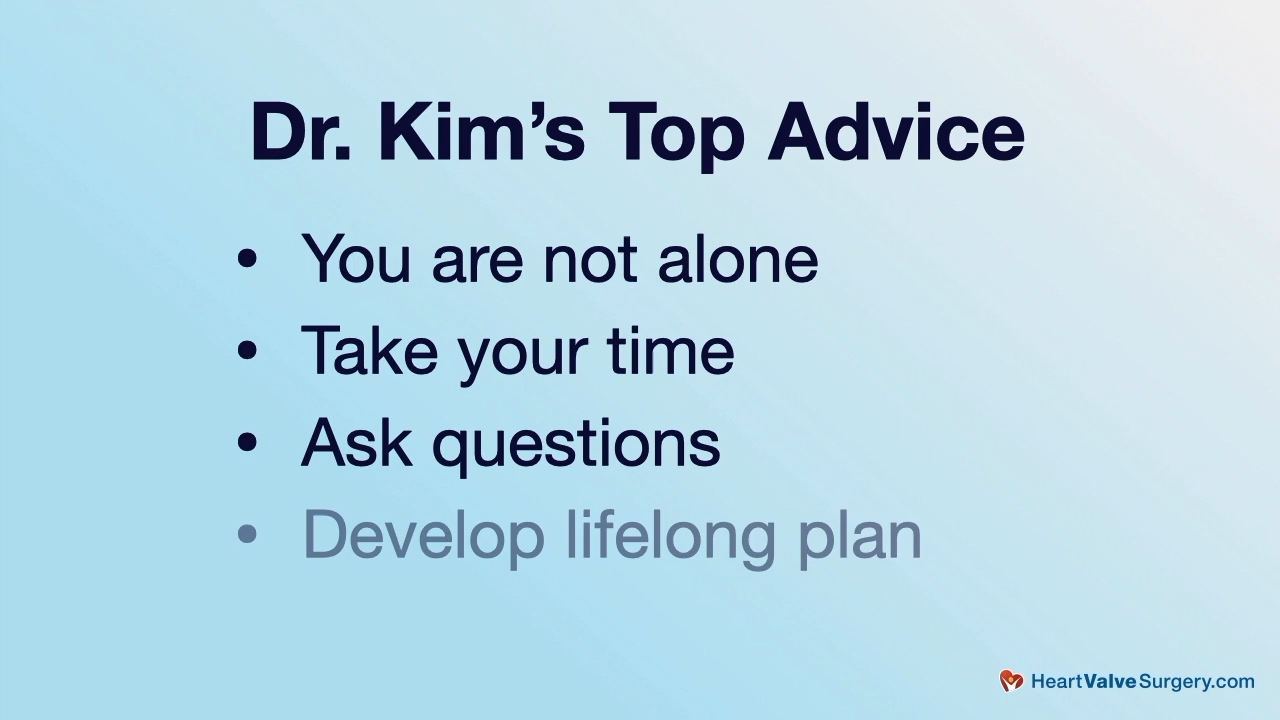 Dr. Kim’s Top Advice
• You are not alone
• Take your time
• Ask questions
• Develop lifelong plan
HeartValveSurgery.com